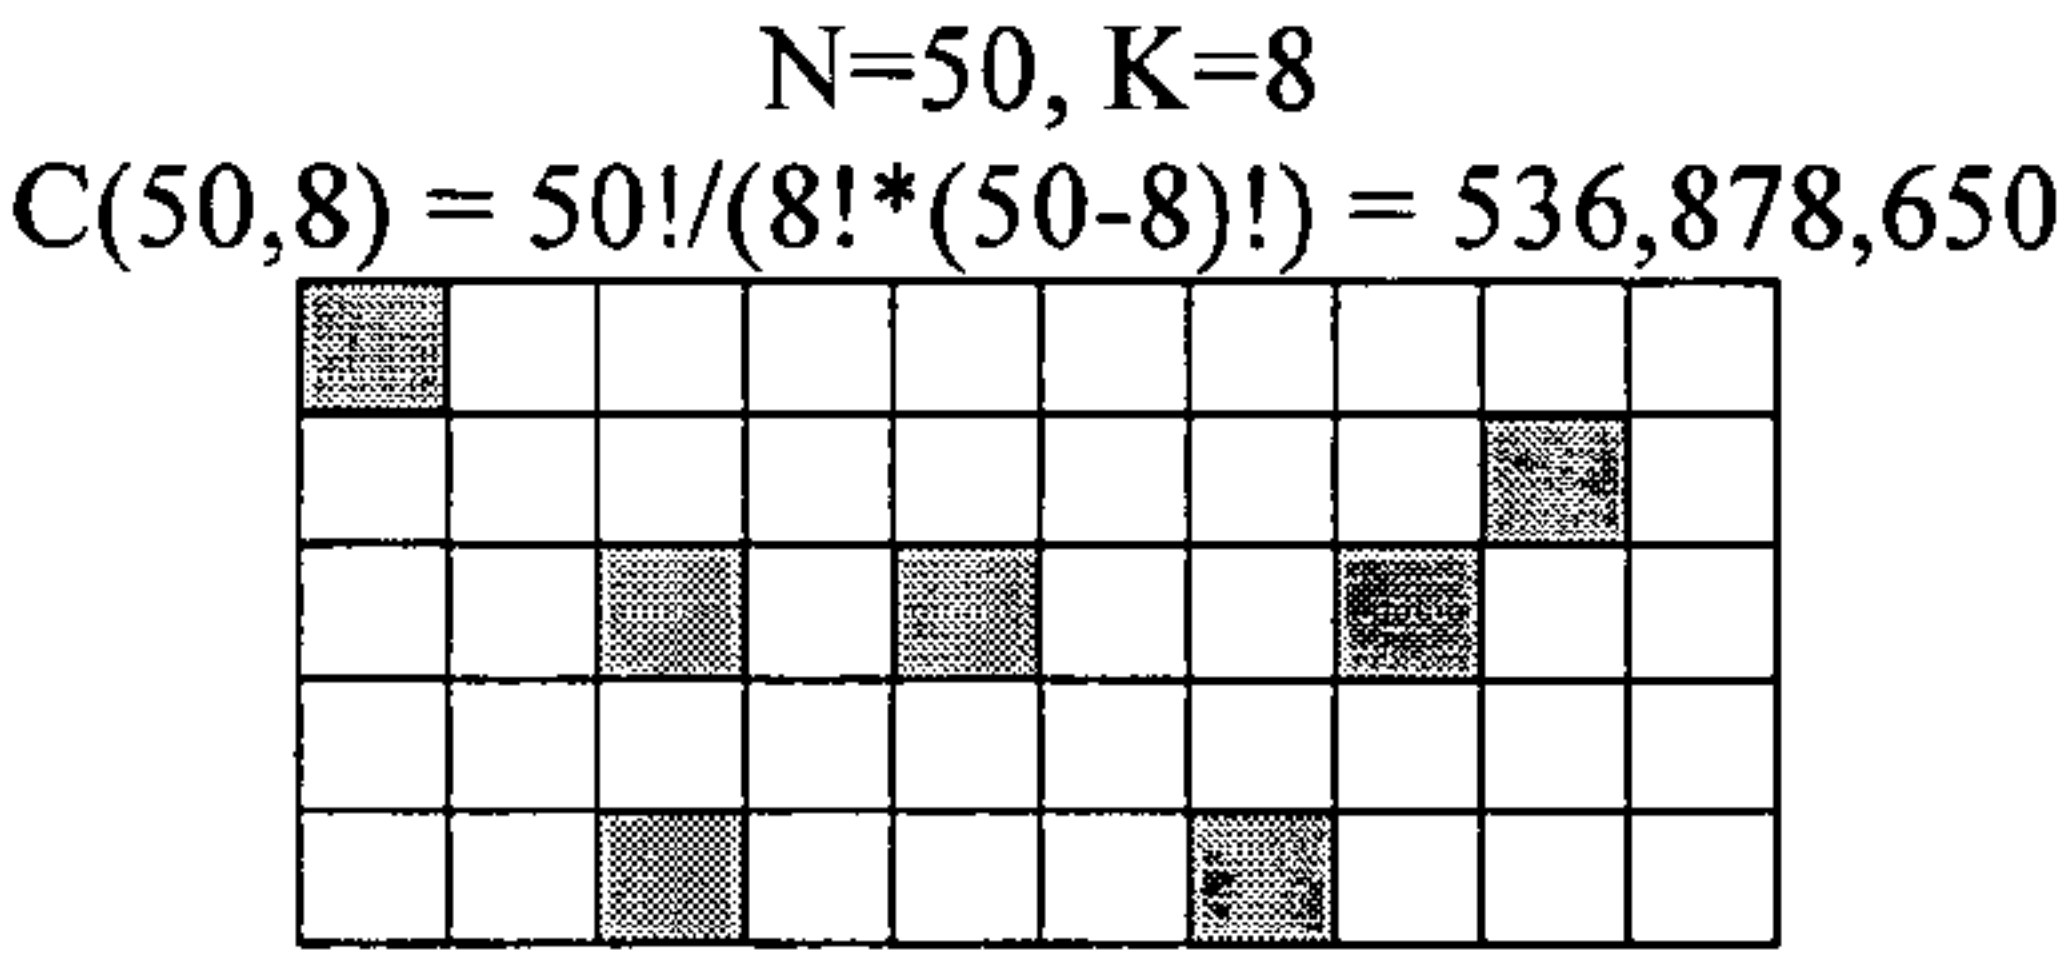 N=50, K=8
C(50,8) = 50!/(8!*(50-8)!) = 536,878,650